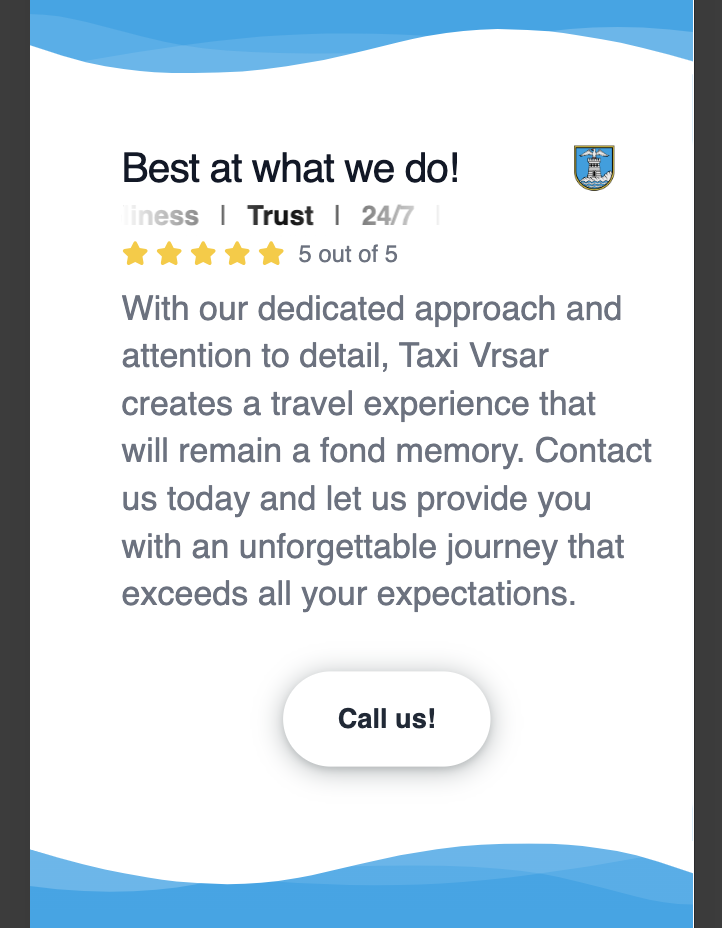 Best at what we do!
iness | Trust | 24/7 |
5 out of 5
With our dedicated approach and
attention to detail, Taxi Vrsar
creates a travel experience that
will remain a fond memory. Contact
us today and let us provide you
with an unforgettable journey that
exceeds all your expectations.
Call us!